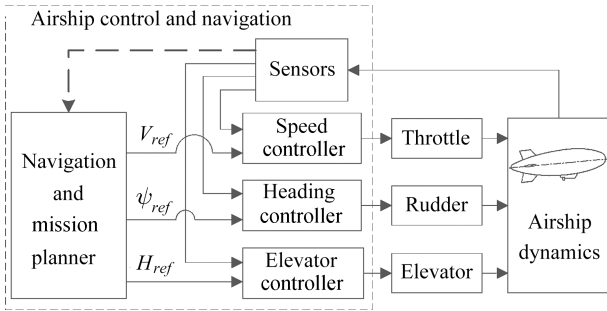 Airship control and navigation
Sensors
Navigation
and
mission
planner
V_ref
Speed
controller
Throttle
ψ_ref
Heading
controller
Rudder
H_ref
Elevator
controller
Elevator
Airship
dynamics